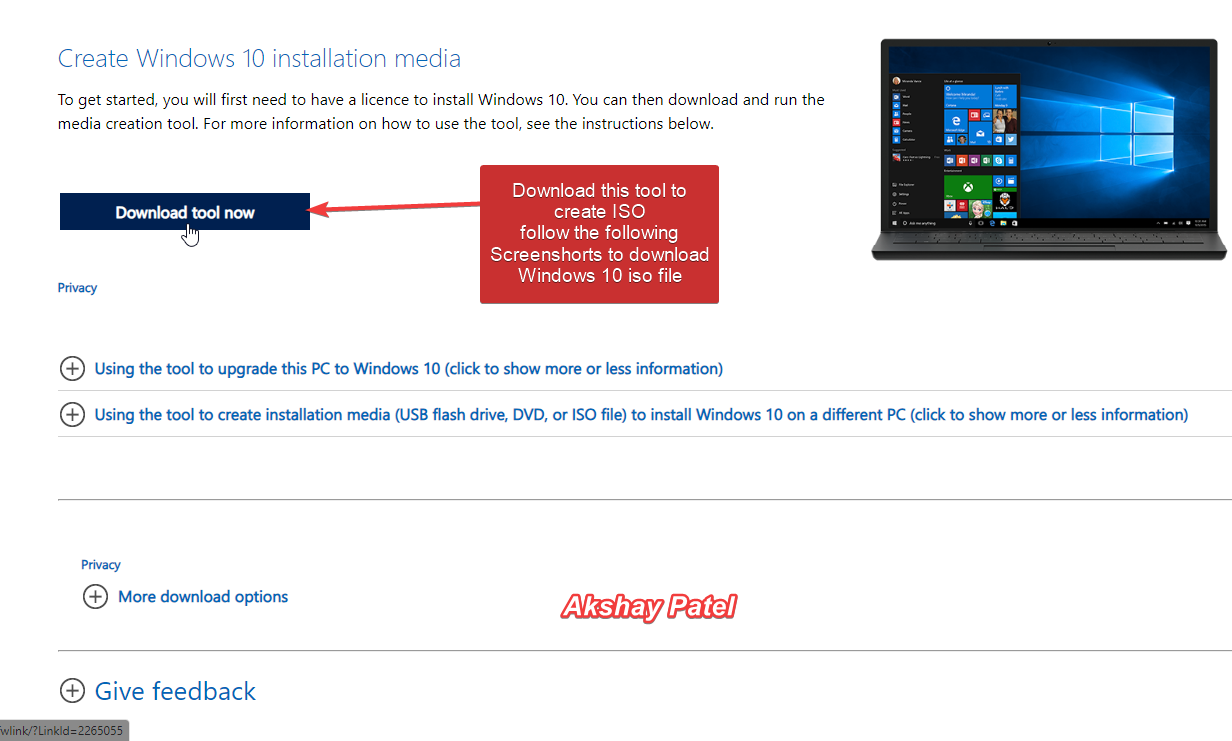 Create Windows 10 installation media
To get started, you will first need to have a licence to install Windows 10. You can then download and run the
media creation tool. For more information on how to use the tool, see the instructions below.
Download tool now
Download this tool to
create ISO
follow the following
Screenshorts to download
Windows 10 iso file
Privacy
Using the tool to upgrade this PC to Windows 10 (click to show more or less information)
Using the tool to create installation media (USB flash drive, DVD, or ISO file) to install Windows 10 on a different PC (click to show more or less information)
Privacy
More download options
Akshay Patel
Give feedback
wlink/?LinkId=2265055